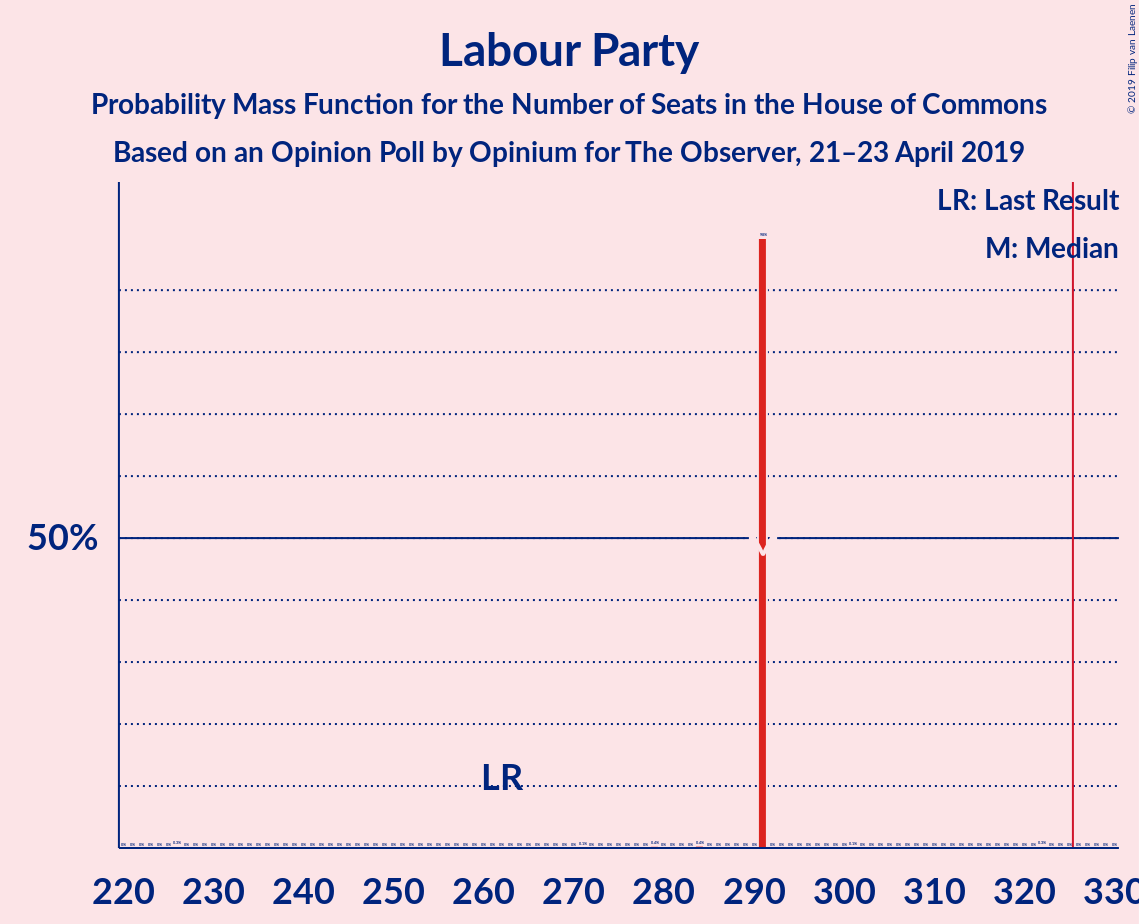 Labour Party
Probability Mass Function for the Number of Seats in the House of Commons
Based on an Opinion Poll by Opinium for The Observer, 21–23 April 2019
© 2019 Filip van Laenen
LR: Last Result
M: Median
98%
50%
M
LR
220 230 240 250 260 270 280 290 300 310 320 330